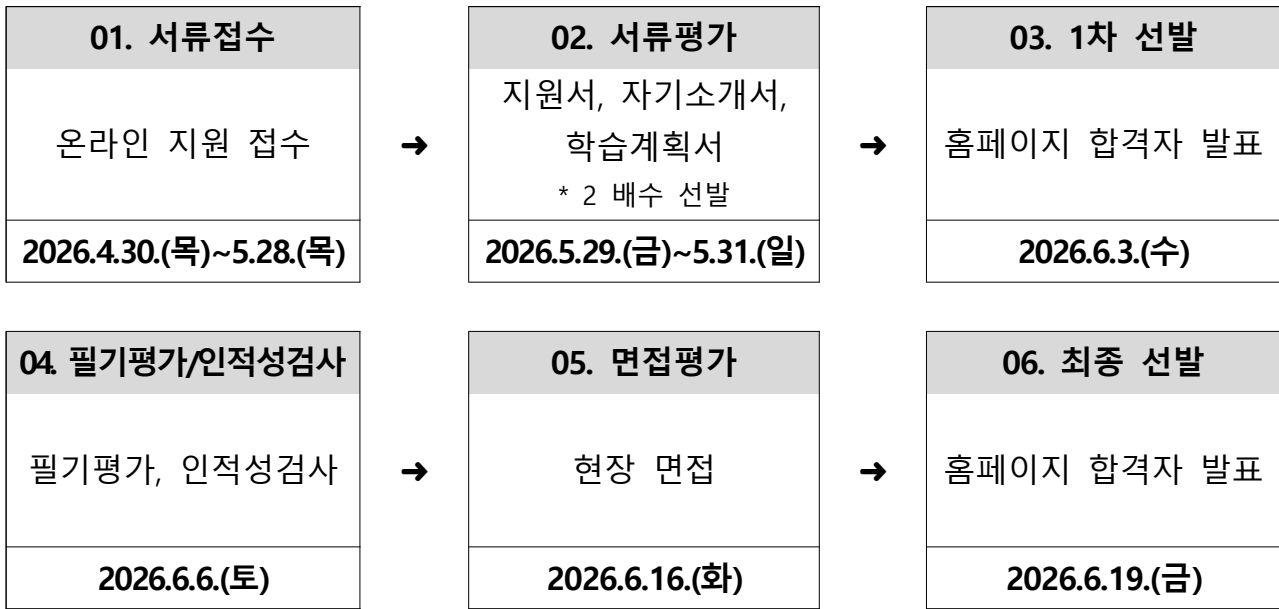 01. 서류접수
온라인 지원 접수
2026.4.30.(목)~5.28.(목)
➜
02. 서류평가
지원서, 자기소개서,
학습계획서
* 2 배수 선발
2026.5.29.(금)~5.31.(일)
➜
03. 1차 선발
홈페이지 합격자 발표
2026.6.3.(수)
04. 필기평가/인적성검사
필기평가, 인적성검사
2026.6.6.(토)
➜
05. 면접평가
현장 면접
2026.6.16.(화)
➜
06. 최종 선발
홈페이지 합격자 발표
2026.6.19.(금)